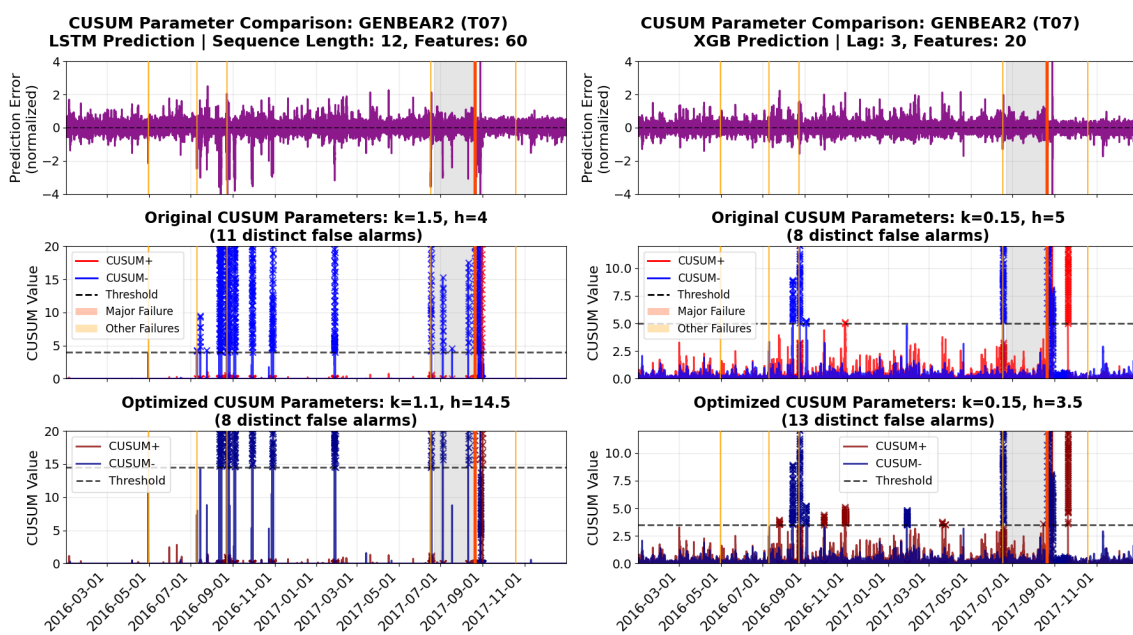 CUSUM Parameter Comparison: GENBEAR2 (T07)
LSTM Prediction | Sequence Length: 12, Features: 60
Prediction Error
(normalized)
4
2
0
−2
−4
Original CUSUM Parameters: k=1.5, h=4
(11 distinct false alarms)
CUSUM Value
20
15
10
5
0
CUSUM+
CUSUM-
Threshold
Major Failure
Other Failures
Optimized CUSUM Parameters: k=1.1, h=14.5
(8 distinct false alarms)
CUSUM Value
20
15
10
5
0
CUSUM+
CUSUM-
Threshold
2016-03-01
2016-05-01
2016-07-01
2016-09-01
2016-11-01
2017-01-01
2017-03-01
2017-05-01
2017-07-01
2017-09-01
2017-11-01
CUSUM Parameter Comparison: GENBEAR2 (T07)
XGB Prediction | Lag: 3, Features: 20
Prediction Error
(normalized)
4
2
0
−2
−4
Original CUSUM Parameters: k=0.15, h=5
(8 distinct false alarms)
CUSUM Value
10.0
7.5
5.0
2.5
0.0
CUSUM+
CUSUM-
Threshold
Major Failure
Other Failures
Optimized CUSUM Parameters: k=0.15, h=3.5
(13 distinct false alarms)
CUSUM Value
10.0
7.5
5.0
2.5
0.0
CUSUM+
CUSUM-
Threshold
2016-03-01
2016-05-01
2016-07-01
2016-09-01
2016-11-01
2017-01-01
2017-03-01
2017-05-01
2017-07-01
2017-09-01
2017-11-01